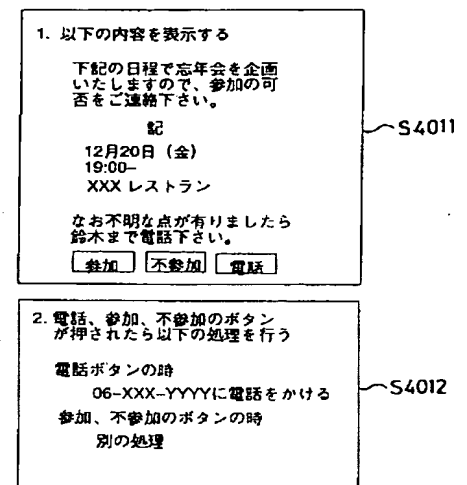 1. 以下の内容を表示する
下記の日程で忘年会を企画
いたしますので、参加の可
否をご連絡下さい。
記
12月20日（金）
19:00–
XXX レストラン
なお不明な点が有りましたら
鈴木まで電話下さい。
参加 不参加 電話
S4011
2. 電話、参加、不参加のボタン
が押されたら以下の処理を行う
電話ボタンの時
06-XXX-YYYYに電話をかける
参加、不参加のボタンの時
別の処理
S4012